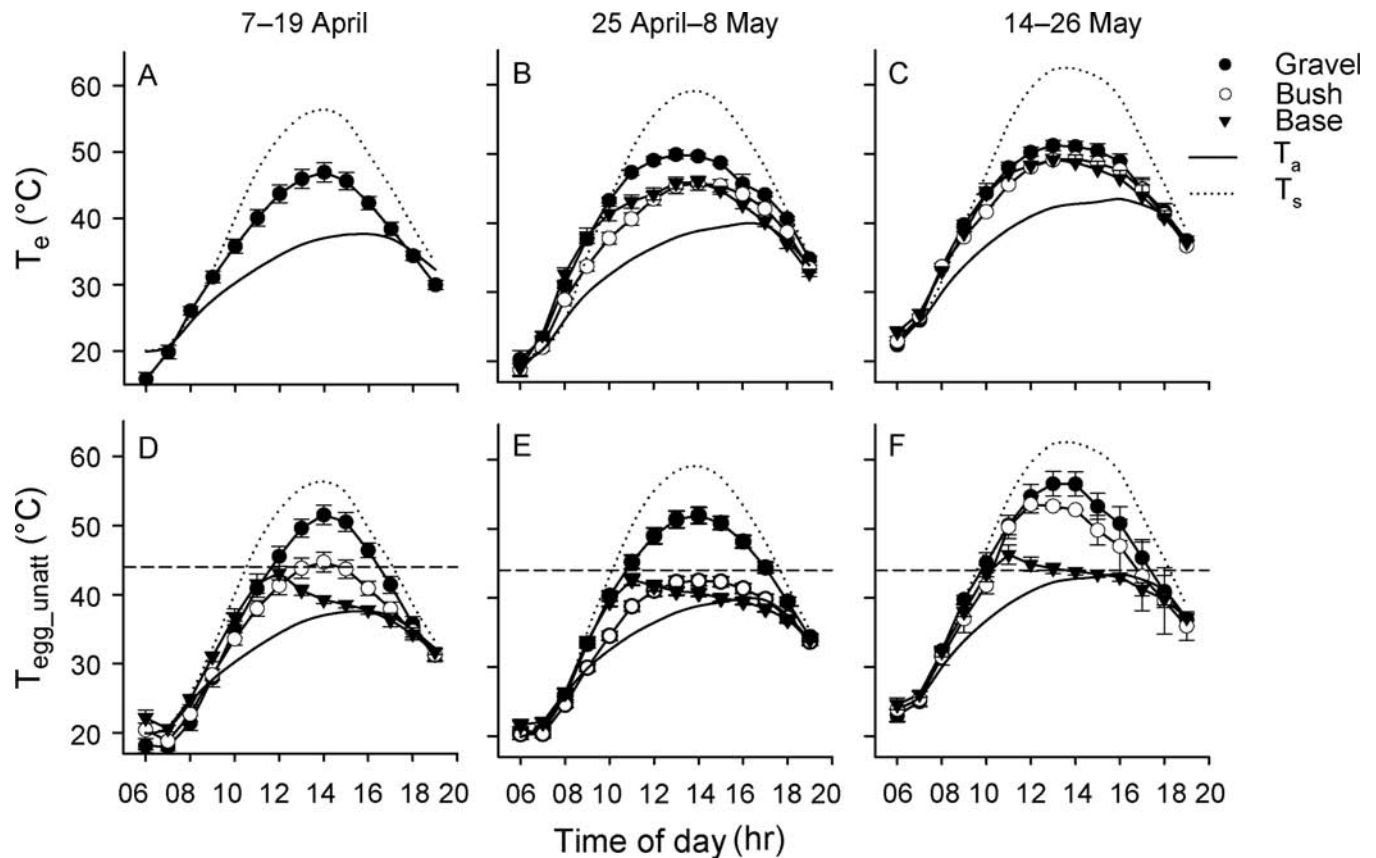 7–19 April
25 April–8 May
14–26 May
A
B
C
Gravel
Bush
Base
Ta
Ts
60
50
40
30
20
Te (°C)
D
E
F
60
50
40
30
20
Tegg_unatt (°C)
06 08 10 12 14 16 18 20
06 08 10 12 14 16 18 20
06 08 10 12 14 16 18 20
Time of day (hr)